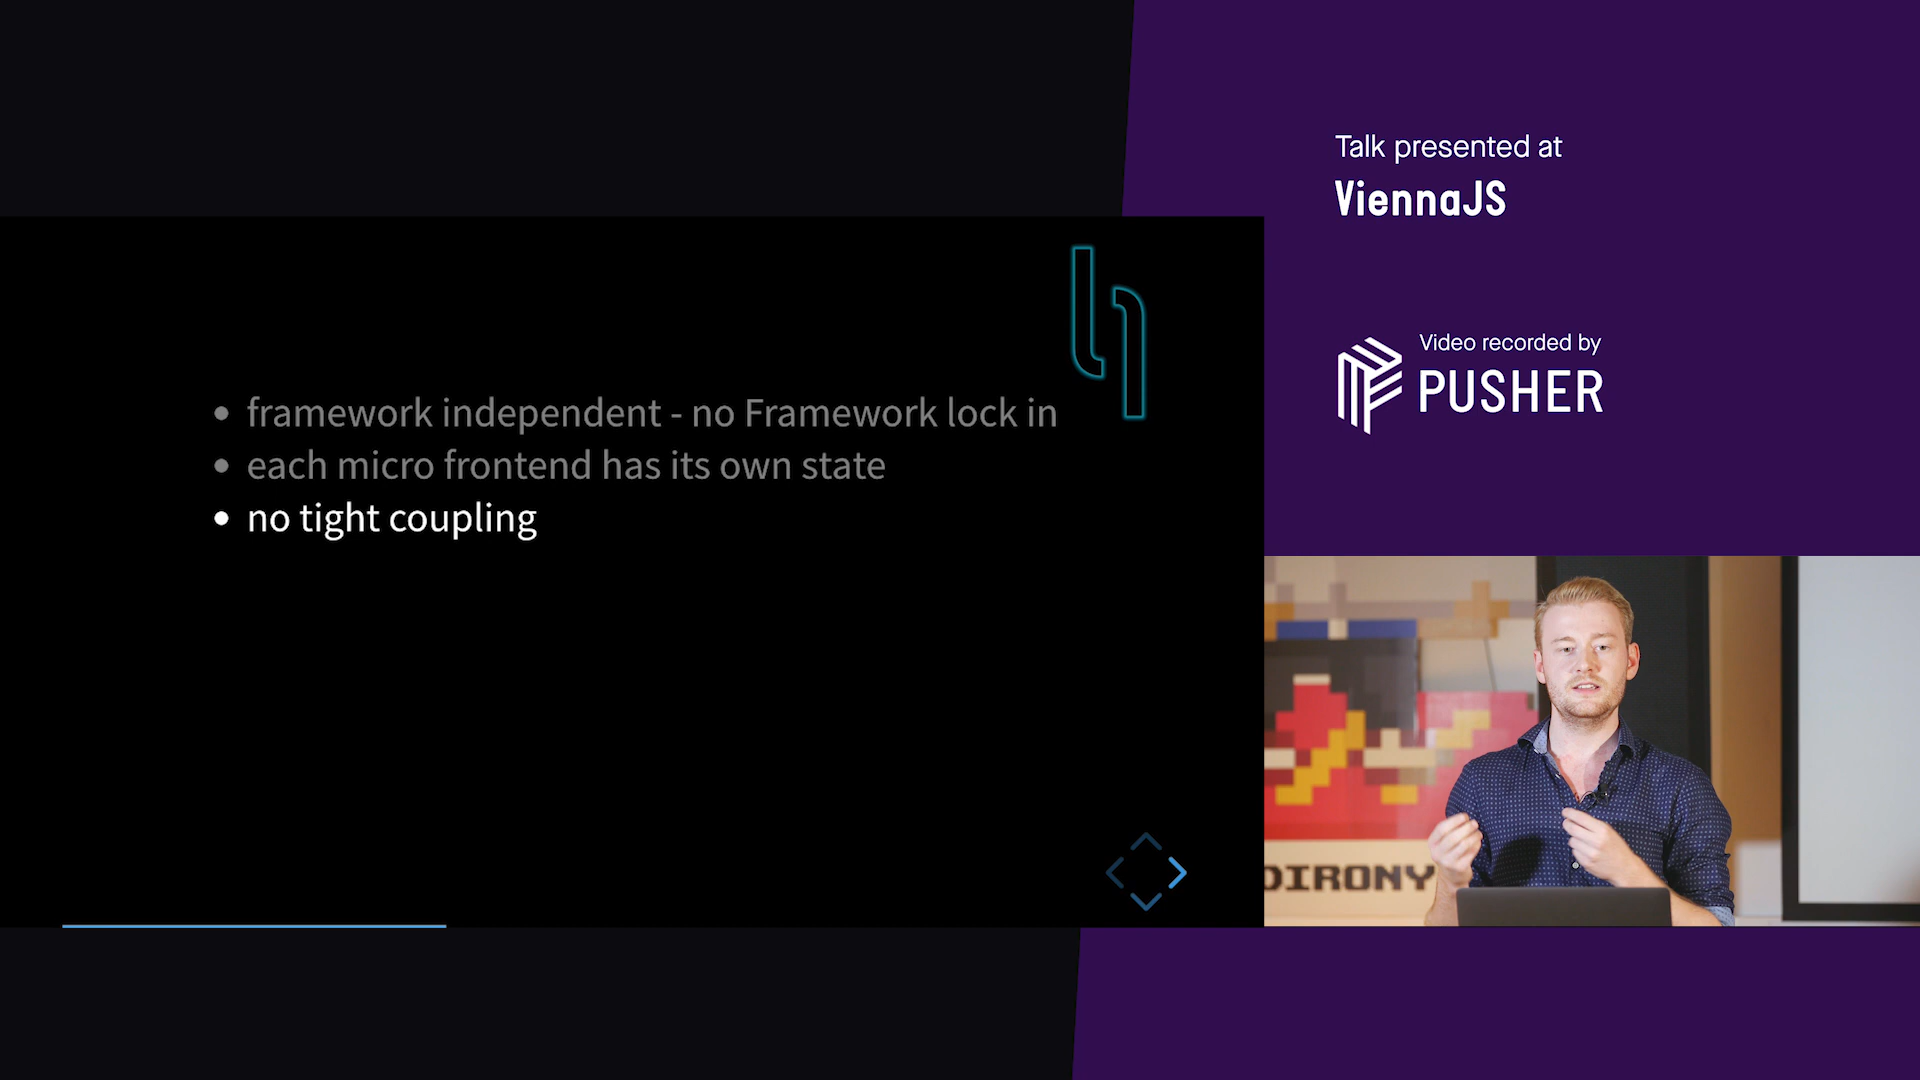 Talk presented at
ViennaJS
Video recorded by
PUSHER
framework independent - no Framework lock in
each micro frontend has its own state
no tight coupling
DIRONY